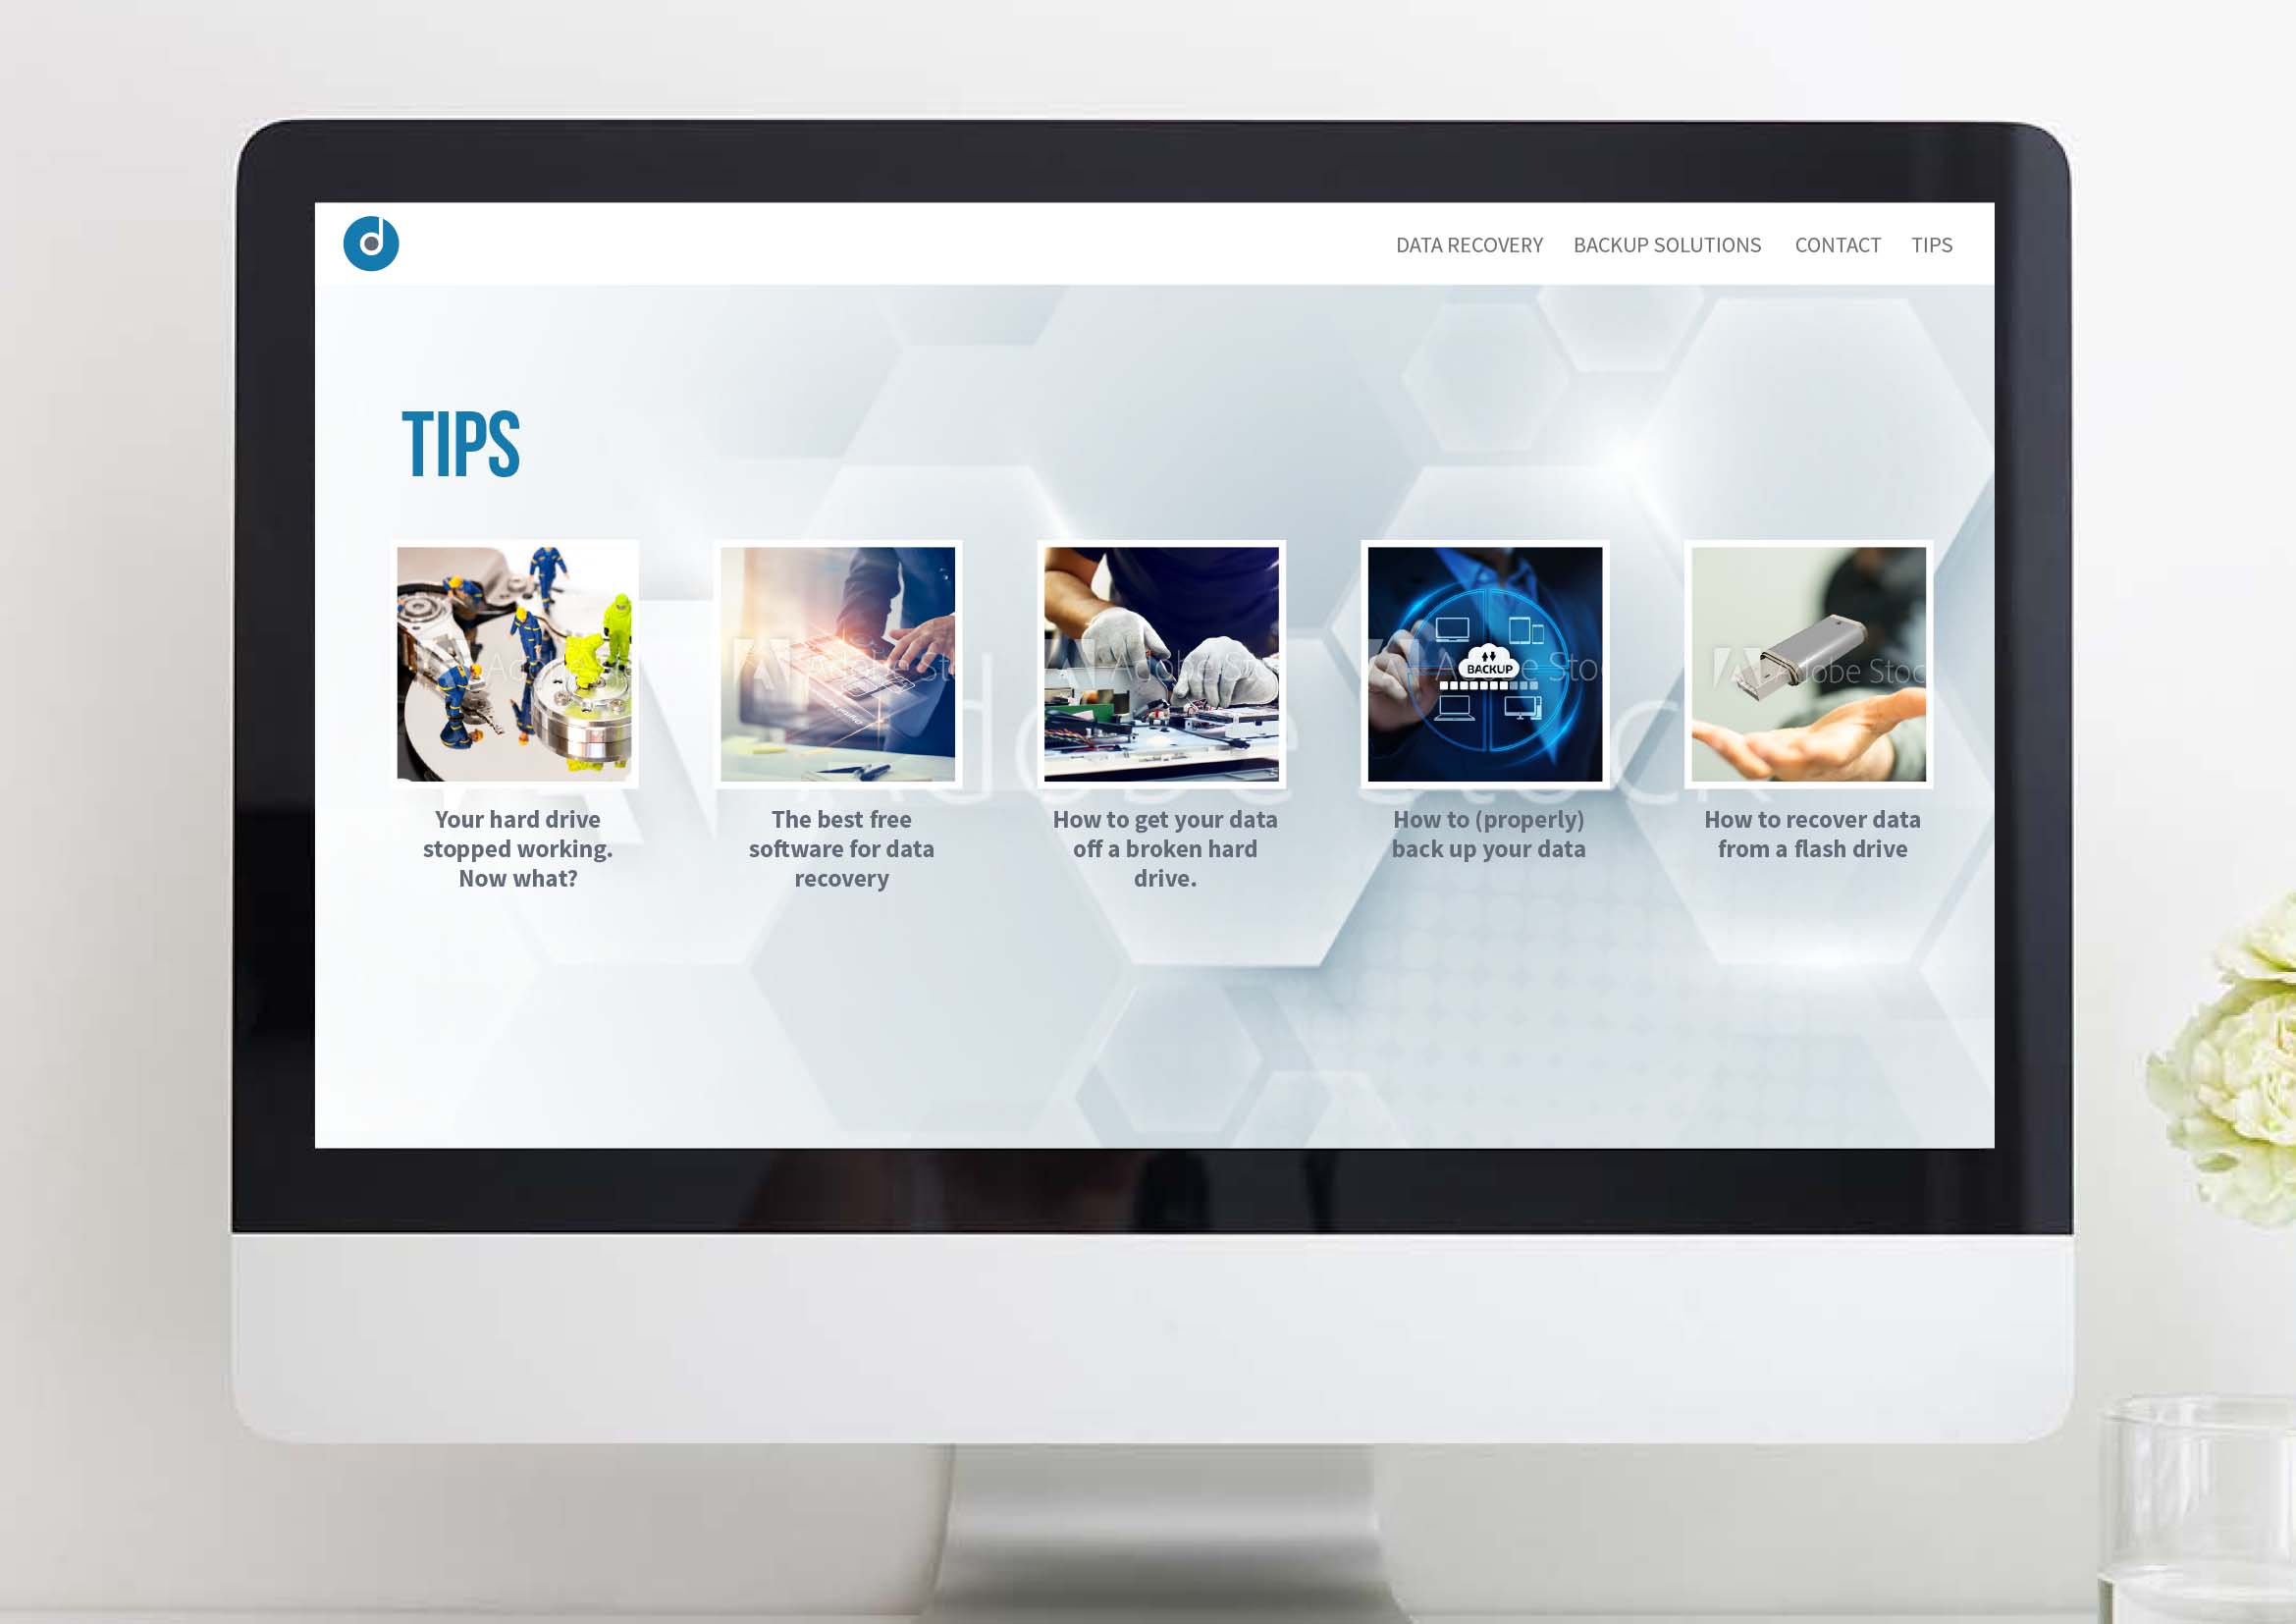 d
DATA RECOVERY BACKUP SOLUTIONS CONTACT TIPS
TIPS
Adobe Stock
BACKUP
Your hard drive
stopped working.
Now what?
The best free
software for data
recovery
How to get your data
off a broken hard
drive.
How to (properly)
back up your data
How to recover data
from a flash drive